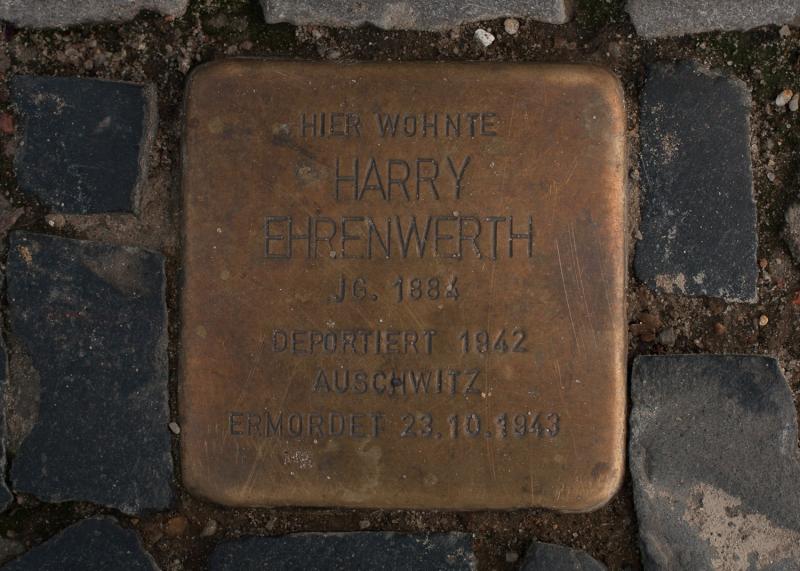 HIER WOHNTE
HARRY
EHRENWERTH
JG. 1884
DEPORTIERT 1942
AUSCHWITZ
ERMORDET 23.10.1943